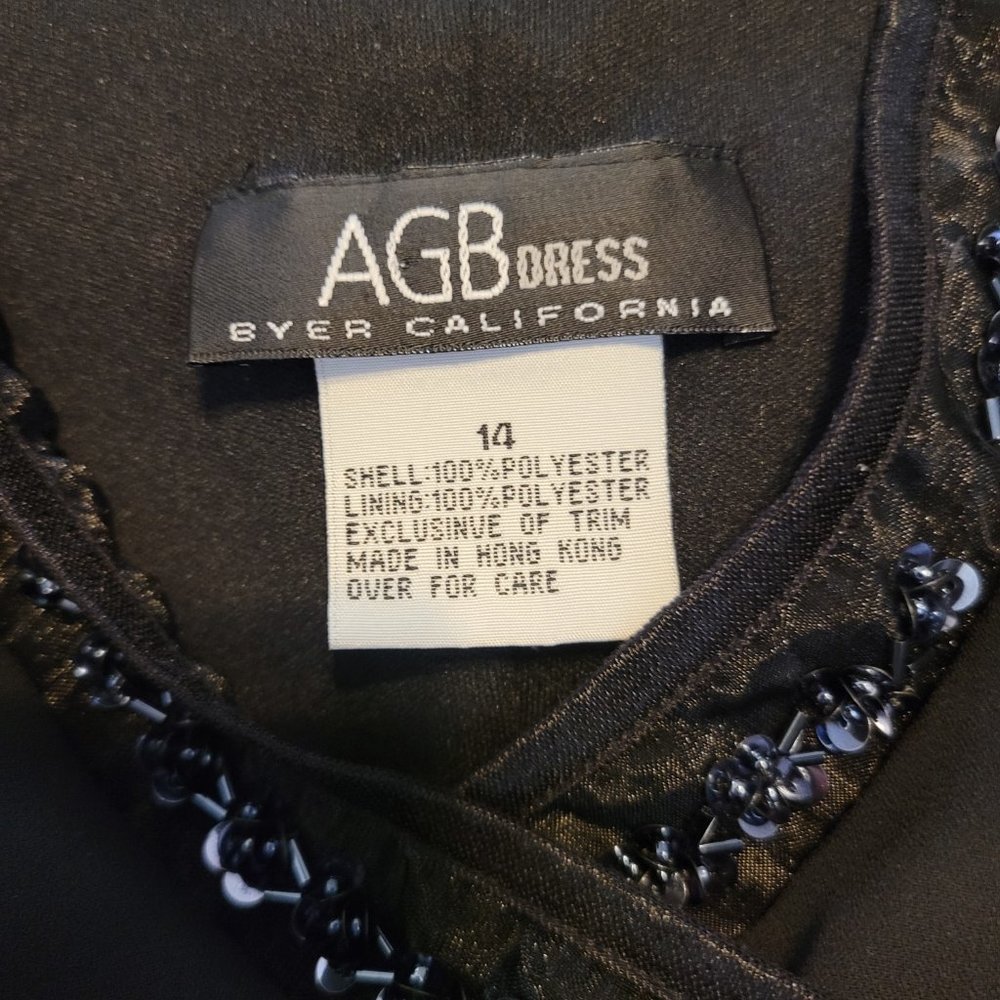 AGB DRESS
BYER CALIFORNIA
14
SHELL:100%POLYESTER
LINING:100%POLYESTER
EXCLUSINUE OF TRIM
MADE IN HONG KONG
OVER FOR CARE